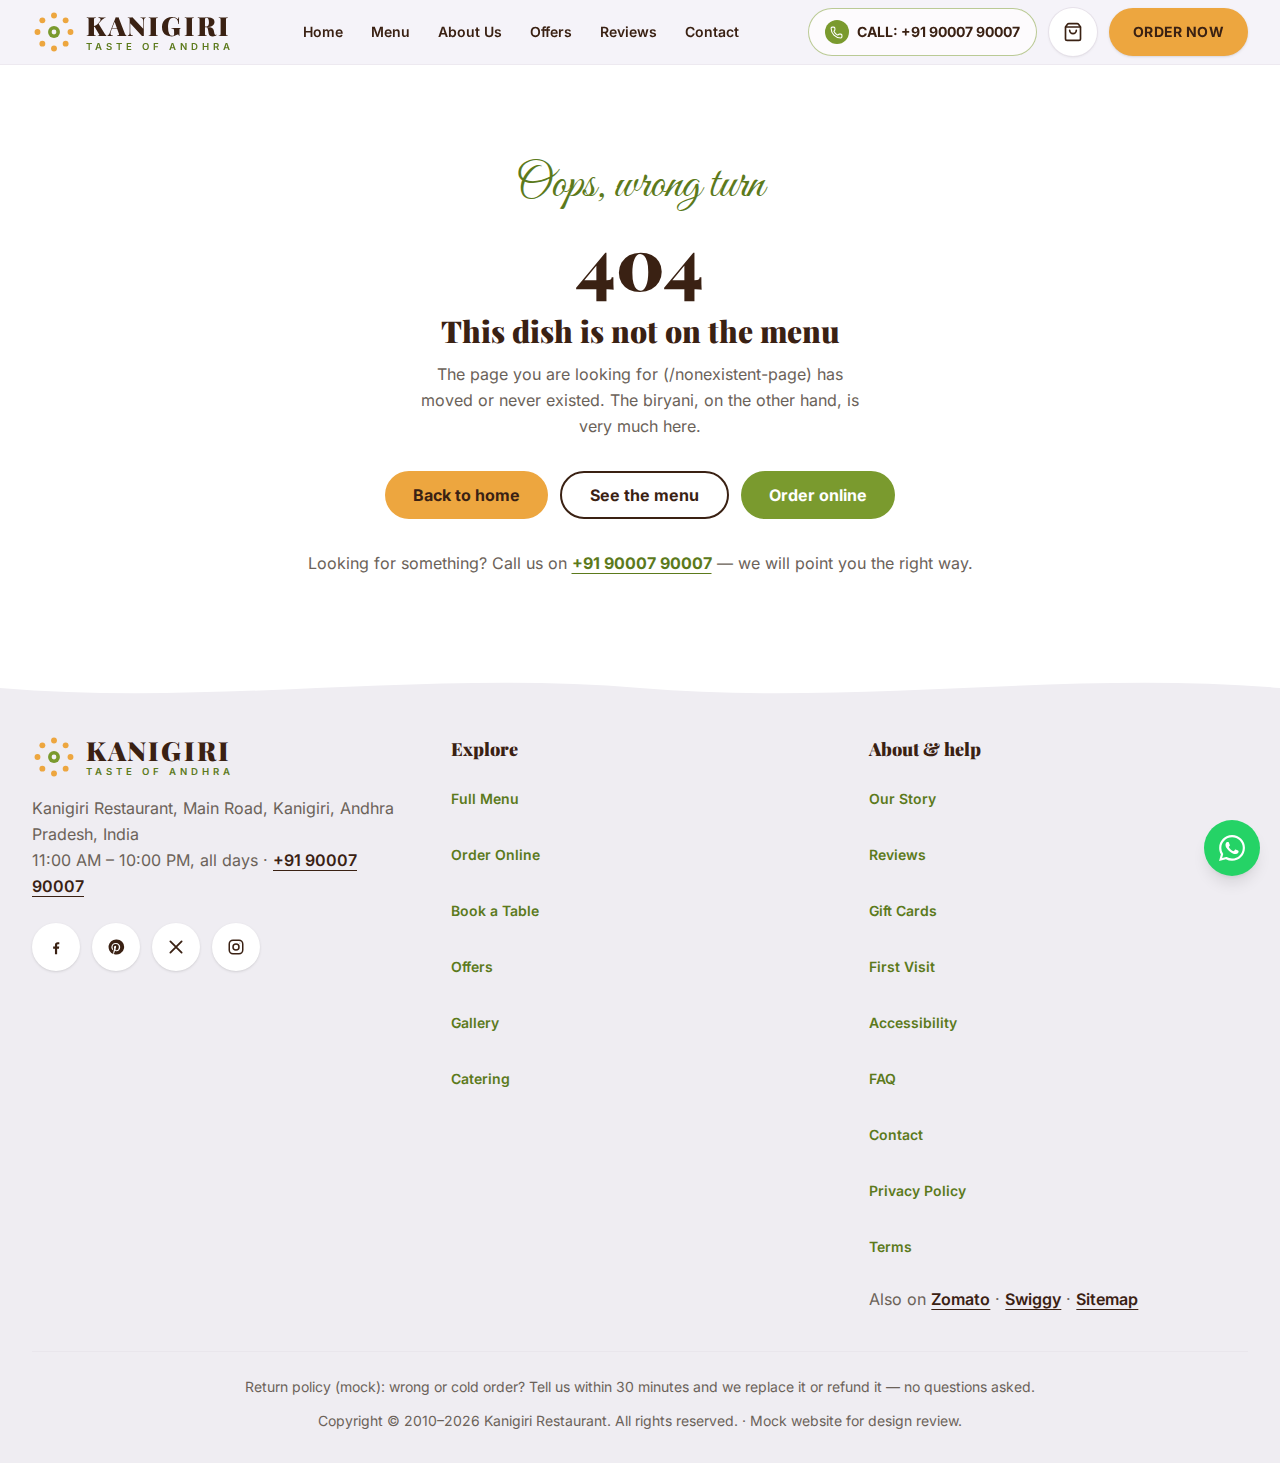 KANIGIRI
TASTE OF ANDHRA
Home
Menu
About Us
Offers
Reviews
Contact
CALL: +91 90007 90007
ORDER NOW
Oops, wrong turn
404
This dish is not on the menu
The page you are looking for (/nonexistent-page) has
moved or never existed. The biryani, on the other hand, is
very much here.
Back to home
See the menu
Order online
Looking for something? Call us on +91 90007 90007 — we will point you the right way.
KANIGIRI
TASTE OF ANDHRA
Kanigiri Restaurant, Main Road, Kanigiri, Andhra
Pradesh, India
11:00 AM – 10:00 PM, all days · +91 90007
90007
Explore
Full Menu
Order Online
Book a Table
Offers
Gallery
Catering
About & help
Our Story
Reviews
Gift Cards
First Visit
Accessibility
FAQ
Contact
Privacy Policy
Terms
Also on Zomato · Swiggy · Sitemap
Return policy (mock): wrong or cold order? Tell us within 30 minutes and we replace it or refund it — no questions asked.
Copyright © 2010–2026 Kanigiri Restaurant. All rights reserved. · Mock website for design review.